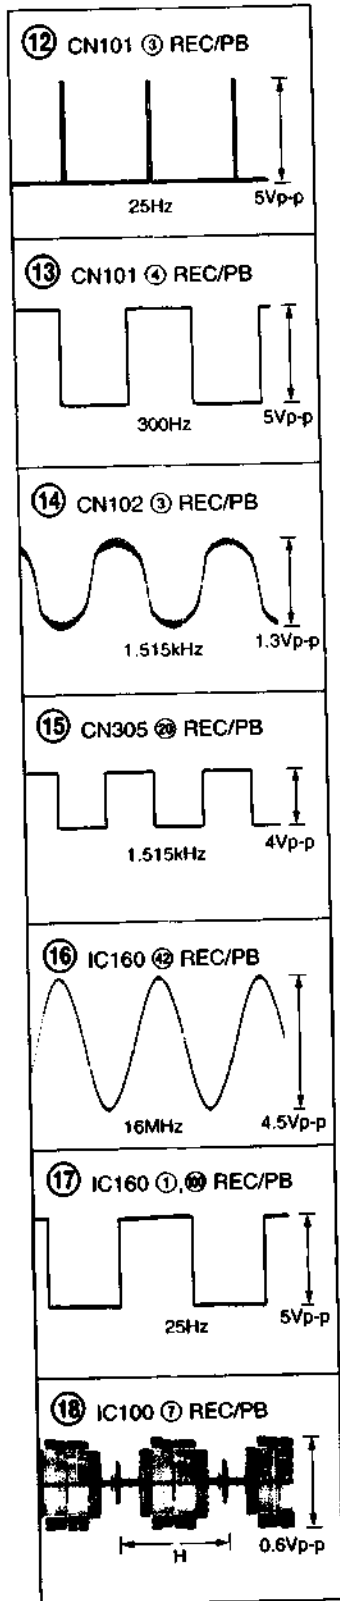 ⑫ CN101 ③ REC/PB
25Hz
5Vp-p
⑬ CN101 ④ REC/PB
300Hz
5Vp-p
⑭ CN102 ③ REC/PB
1.515kHz
1.3Vp-p
⑮ CN305 ⑳ REC/PB
1.515kHz
4Vp-p
⑯ IC160 ㊷ REC/PB
16MHz
4.5Vp-p
⑰ IC160 ①,(100) REC/PB
25Hz
5Vp-p
⑱ IC100 ⑦ REC/PB
H
0.6Vp-p